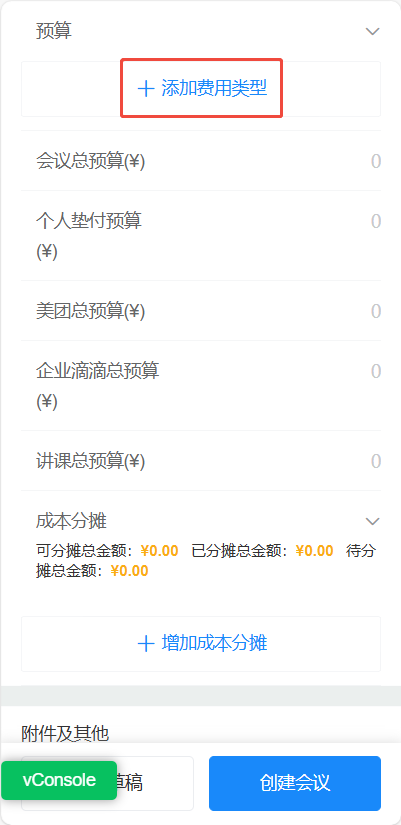 预算
添加费用类型
会议总预算(¥) 0
个人垫付预算 0
(¥)
美团总预算(¥) 0
企业滴滴总预算 0
(¥)
讲课总预算(¥) 0
成本分摊
可分摊总金额：¥0.00 已分摊总金额：¥0.00 待分
摊总金额：¥0.00
增加成本分摊
附件及其他
vConsole
稿 创建会议